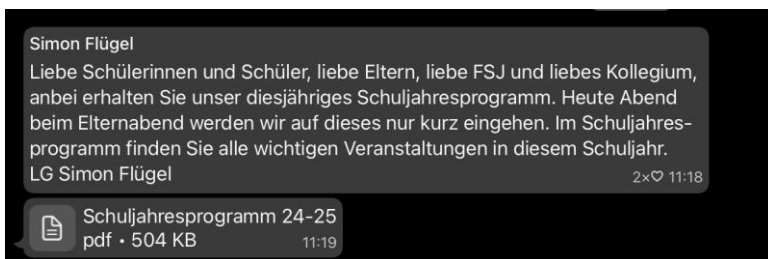 Simon Flügel
Liebe Schülerinnen und Schüler, liebe Eltern, liebe FSJ und liebes Kollegium,
anbei erhalten Sie unser diesjähriges Schuljahresprogramm. Heute Abend
beim Elternabend werden wir auf dieses nur kurz eingehen. Im Schuljahres-
programm finden Sie alle wichtigen Veranstaltungen in diesem Schuljahr.
LG Simon Flügel
2×♡ 11:18
Schuljahresprogramm 24-25
pdf • 504 KB
11:19